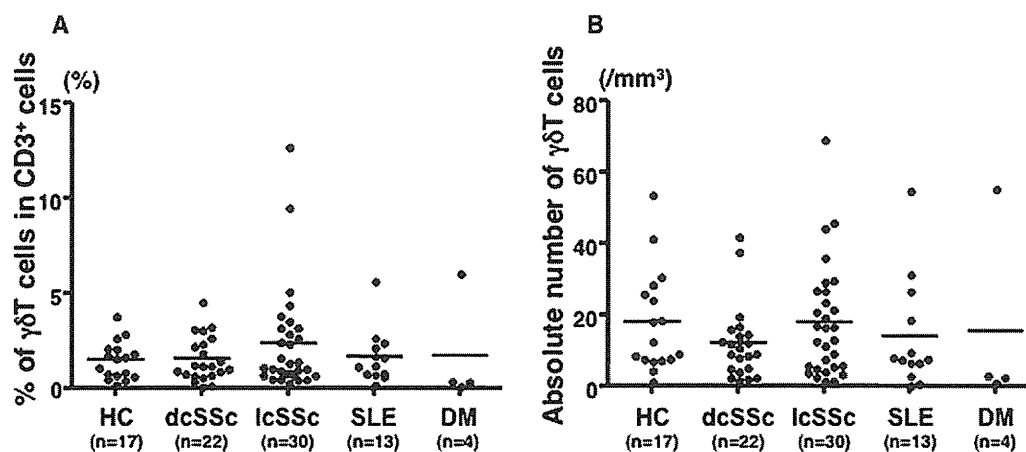 A
% of γδT cells in CD3⁺ cells
(%)
15
10
5
0
HC dcSSc lcSSc SLE DM
(n=17) (n=22) (n=30) (n=13) (n=4)
B
Absolute number of γδT cells
(/mm³)
80
60
40
20
0
HC dcSSc lcSSc SLE DM
(n=17) (n=22) (n=30) (n=13) (n=4)